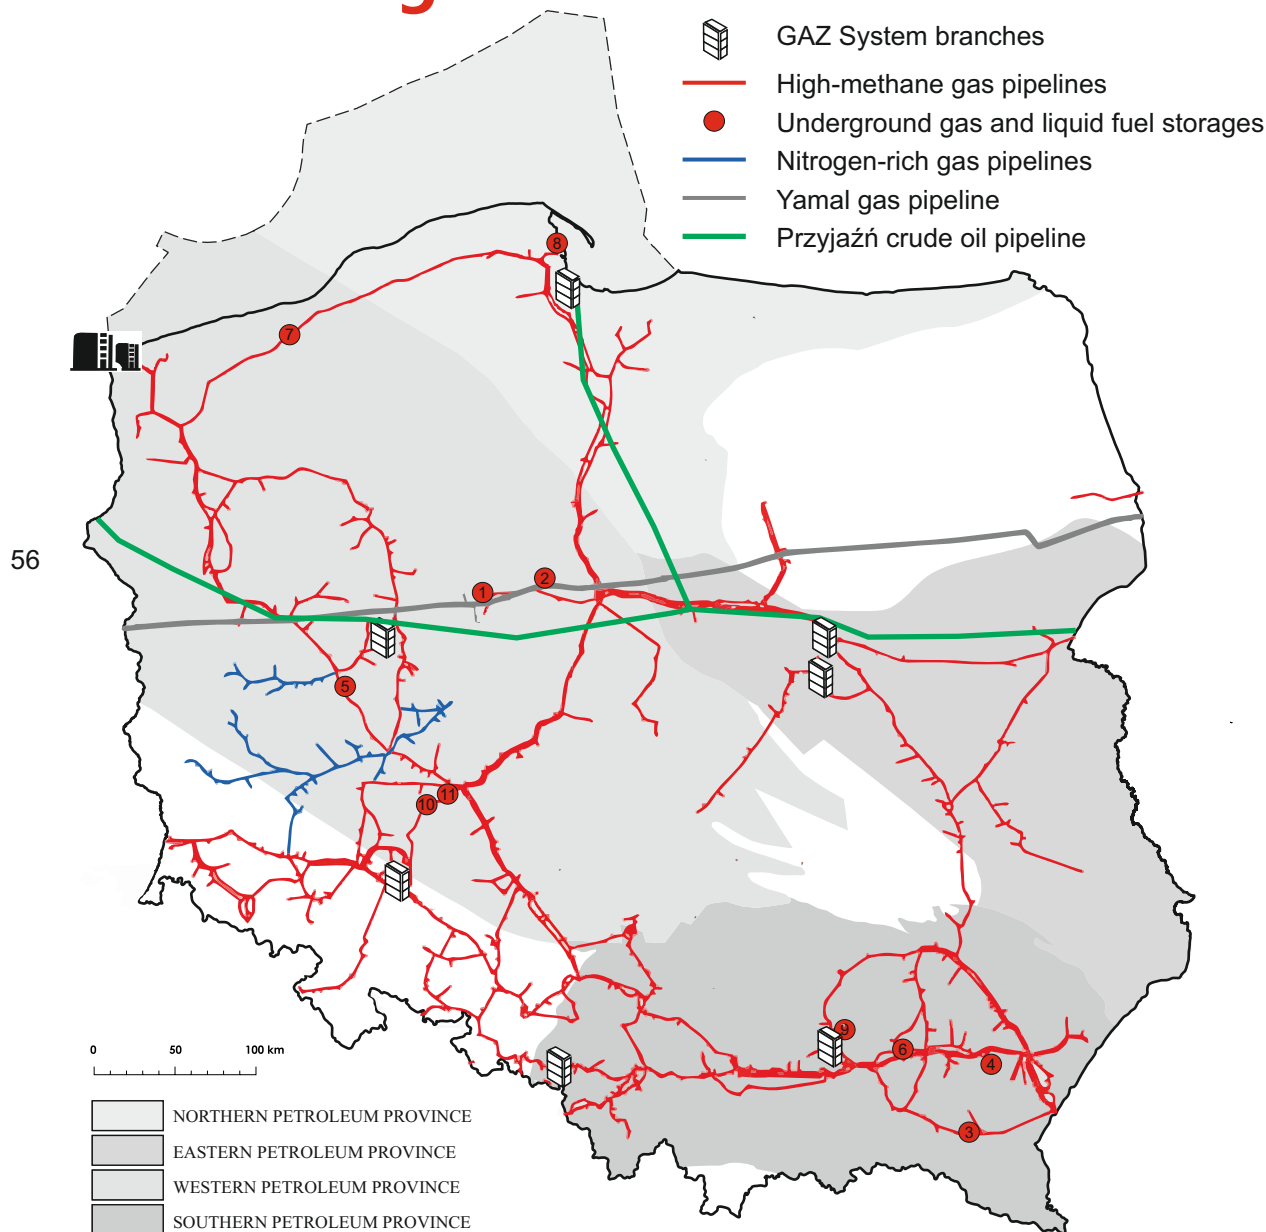 GAZ System branches
High-methane gas pipelines
Underground gas and liquid fuel storages
Nitrogen-rich gas pipelines
Yamal gas pipeline
Przyjaźń crude oil pipeline
8
7
56
2
1
5
11
10
9
6
4
3
0 50 100 km
NORTHERN PETROLEUM PROVINCE
EASTERN PETROLEUM PROVINCE
WESTERN PETROLEUM PROVINCE
SOUTHERN PETROLEUM PROVINCE